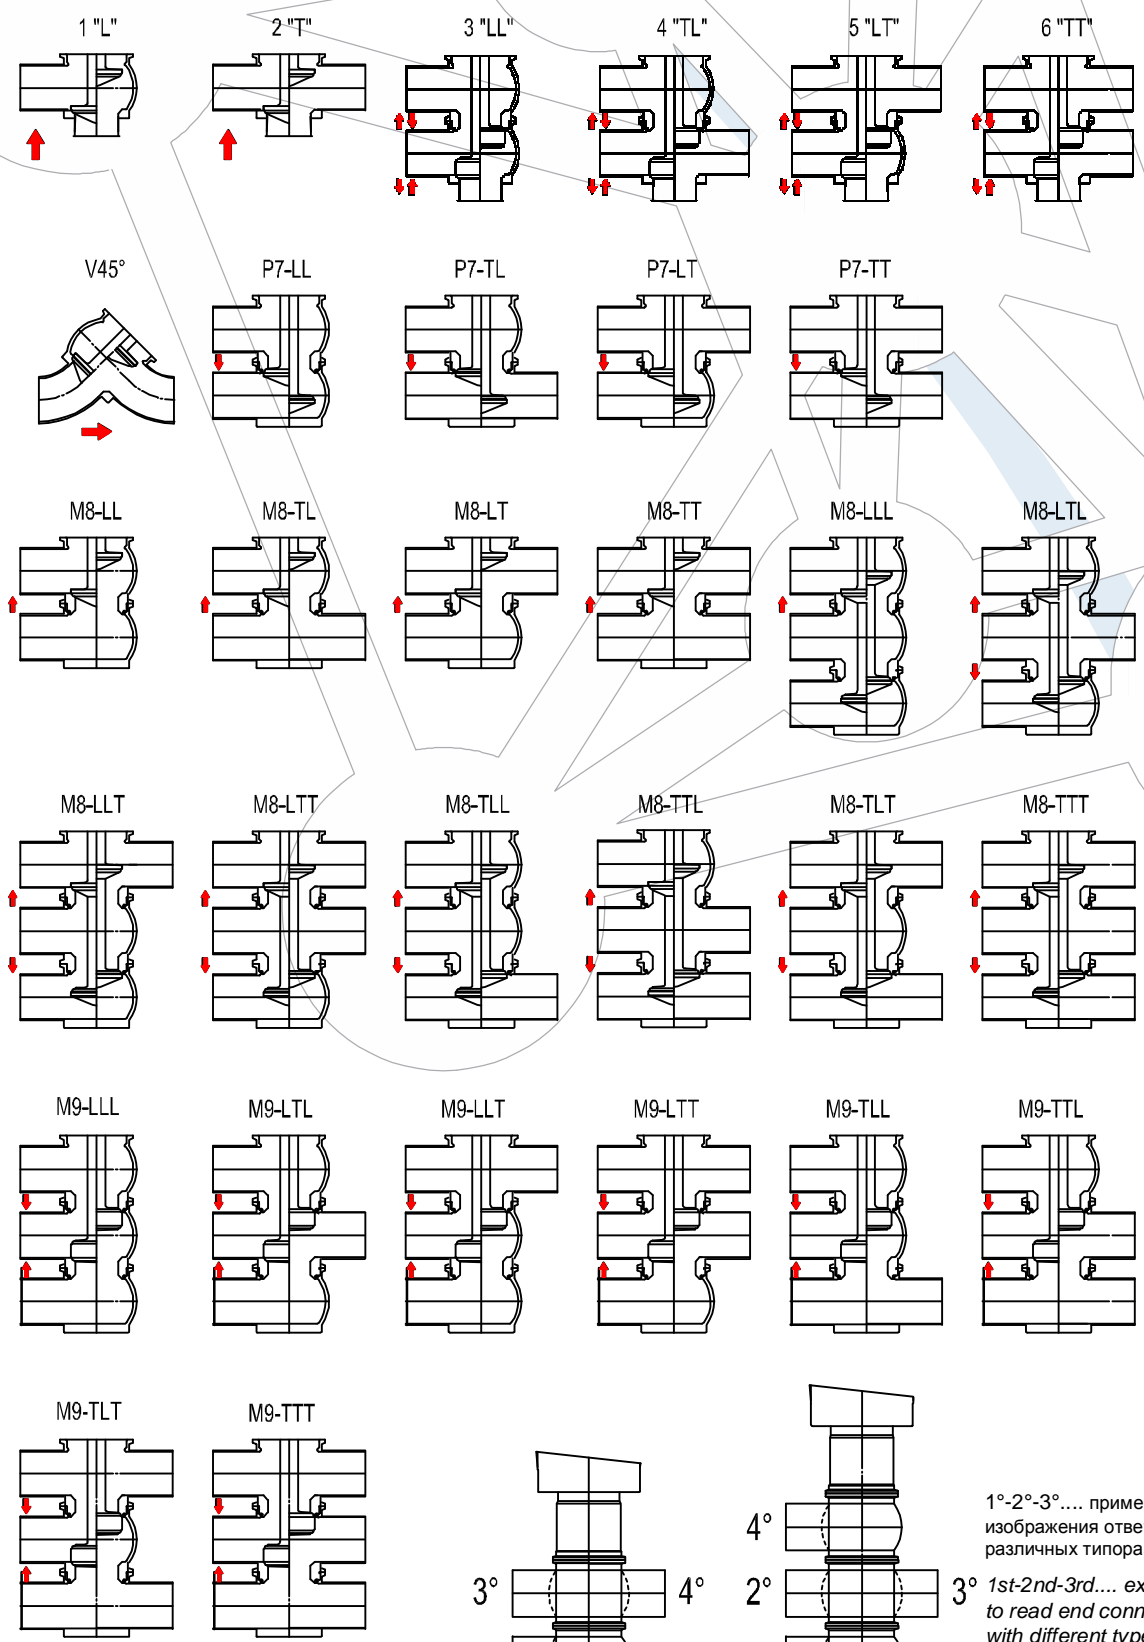 1 "L" 2 "T" 3 "LL" 4 "TL" 5 "LT" 6 "TT"
V45° P7-LL P7-TL P7-LT P7-TT
M8-LL M8-TL M8-LT M8-TT M8-LLL M8-LTL
M8-LLT M8-LTT M8-TLL M8-TTL M8-TLT M8-TTT
M9-LLL M9-LTL M9-LLT M9-LTT M9-TLL M9-TTL
M9-TLT M9-TTT
4°
3° 4° 2° 3°
1°-2°-3°.... приме
изображения отве
различных типора
1st-2nd-3rd.... ex
to read end conn
with different type